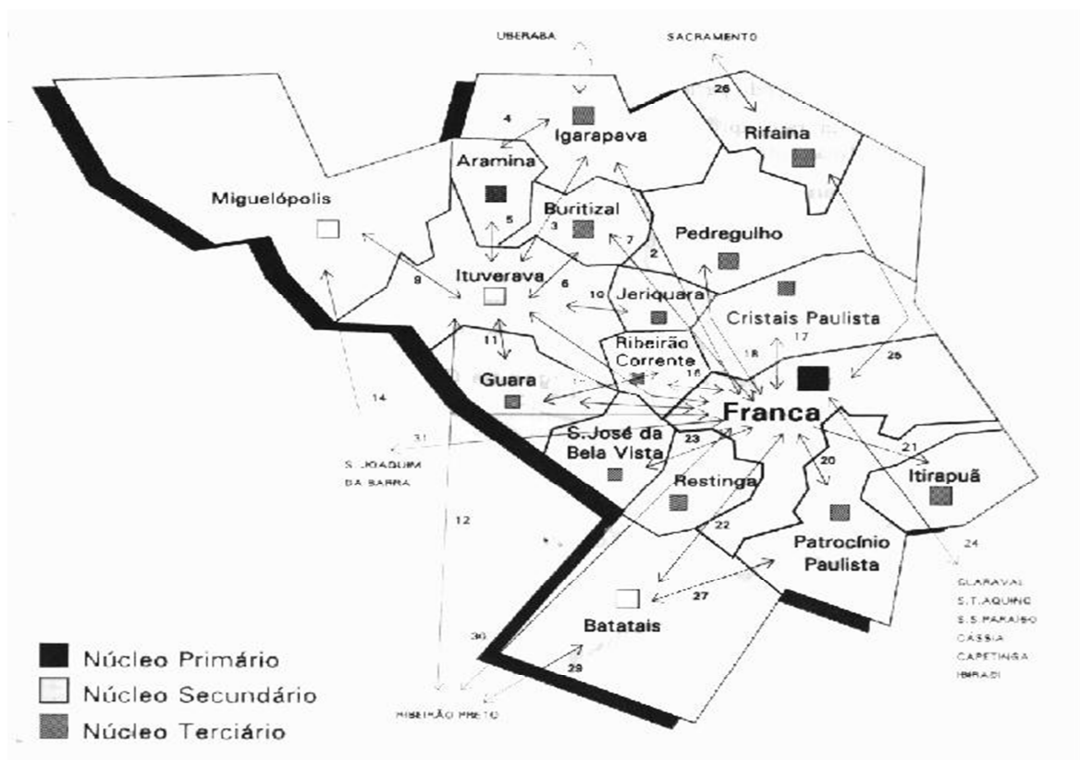 UBERABA
SACRAMENTO
26
4
Igarapava
Rifaina
Aramina
Miguelópolis
5
3
Buritizal
7
2
Pedregulho
Ituverava
8
6
10
Jeriquara
Cristais Paulista
11
Ribeirão
Corrente
16
18
17
25
Guara
14
Franca
31
S.José da
Bela Vista
23
20
21
Itirapuã
S. JOAQUIM
DA BARRA
Restinga
12
22
Patrocínio
Paulista
24
27
Batatais
CLARAVAL
S.T.AQUINO
S.S.PARAÍSO
CÁSSIA
CAPETINGA
30
29
RIBEIRÃO PRETO
Núcleo Primário
Núcleo Secundário
Núcleo Terciário